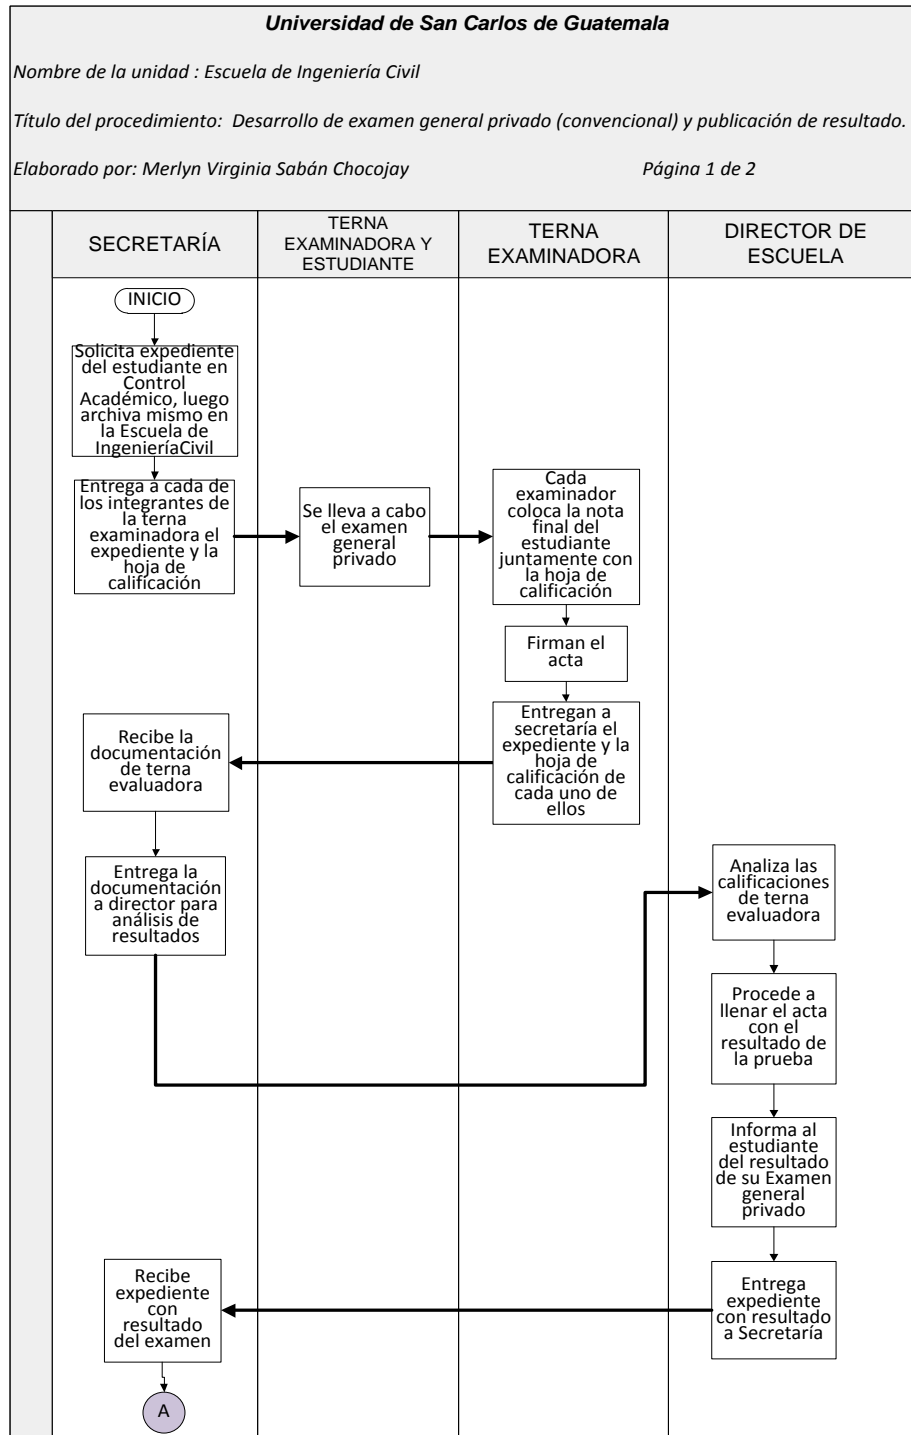 Universidad de San Carlos de Guatemala
Nombre de la unidad : Escuela de Ingeniería Civil
Título del procedimiento: Desarrollo de examen general privado (convencional) y publicación de resultado.
Elaborado por: Merlyn Virginia Sabán Chocojay
Página 1 de 2
SECRETARÍA
TERNA
EXAMINADORA Y
ESTUDIANTE
TERNA
EXAMINADORA
DIRECTOR DE
ESCUELA
INICIO
Solicita expediente
del estudiante en
Control
Académico, luego
archiva mismo en
la Escuela de
IngenieríaCivil
Entrega a cada de
los integrantes de
la terna
examinadora el
expediente y la
hoja de
calificación
Se lleva a cabo
el examen
general
privado
Cada
examinador
coloca la nota
final del
estudiante
juntamente con
la hoja de
calificación
Firman el
acta
Entregan a
secretaría el
expediente y la
hoja de
calificación de
cada uno de
ellos
Recibe la
documentación
de terna
evaluadora
Entrega la
documentación
a director para
análisis de
resultados
Analiza las
calificaciones
de terna
evaluadora
Procede a
llenar el acta
con el
resultado de
la prueba
Informa al
estudiante
del resultado
de su Examen
general
privado
Entrega
expediente
con resultado
a Secretaría
Recibe
expediente
con
resultado
del examen
A